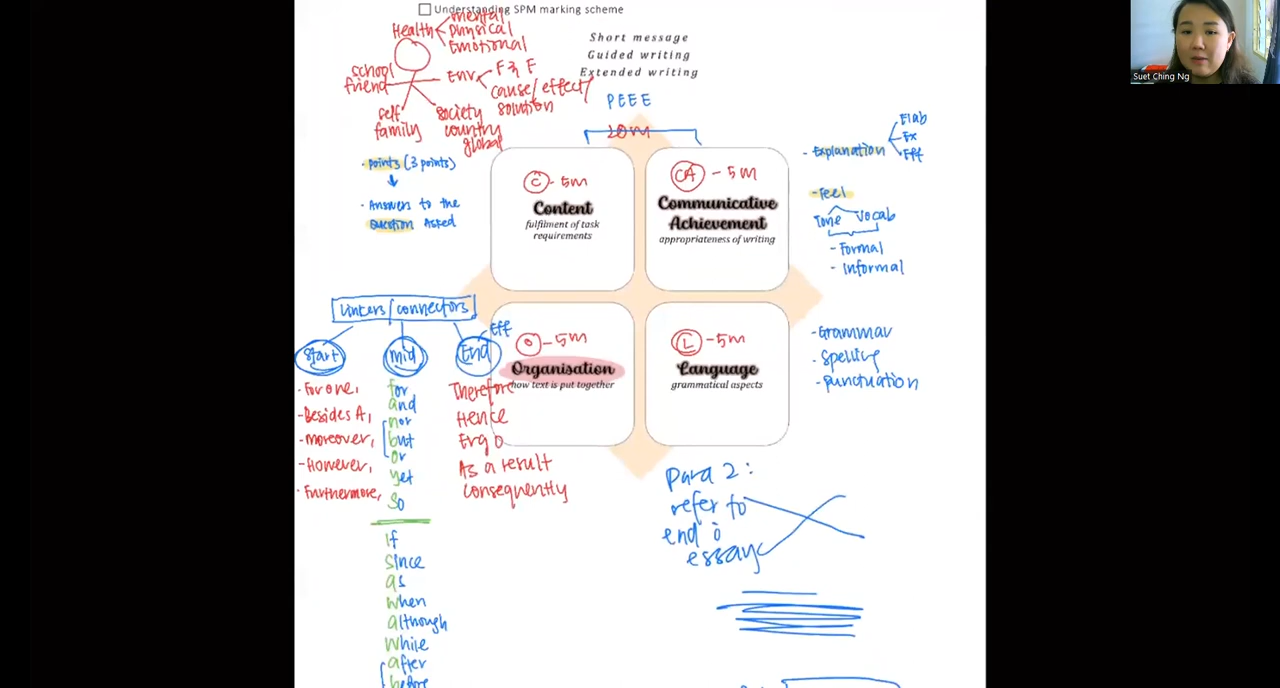 Understanding SPM marking scheme
Short message
Guided writing
Extended writing
PEEE
20m
Health
mental
physical
Emotional
school
friend
Env
F & F
cause/effect/
solution
self
family
society
country
global
• points (3 points)
• Answers to the
question Asked
C - 5m
Content
fulfilment of task
requirements
CA - 5m
Communicative
Achievement
appropriateness of writing
• Explanation
Elab
Ex
Eff
- Feel
Tone Vocab
- Formal
- Informal
Linkers/connectors
Start
Mid
End
Eff
• For one,
- Besides A,
- moreover,
- However,
• Furthermore,
for
and
nor
but
or
yet
so
If
since
as
when
although
while
after
before
Therefore
Hence
Ergo
As a result
consequently
O - 5m
Organisation
how text is put together
L - 5m
Language
grammatical aspects
- Grammar
• Spelling
- punctuation
Para 2:
refer to
end o
essay
Suet Ching Ng